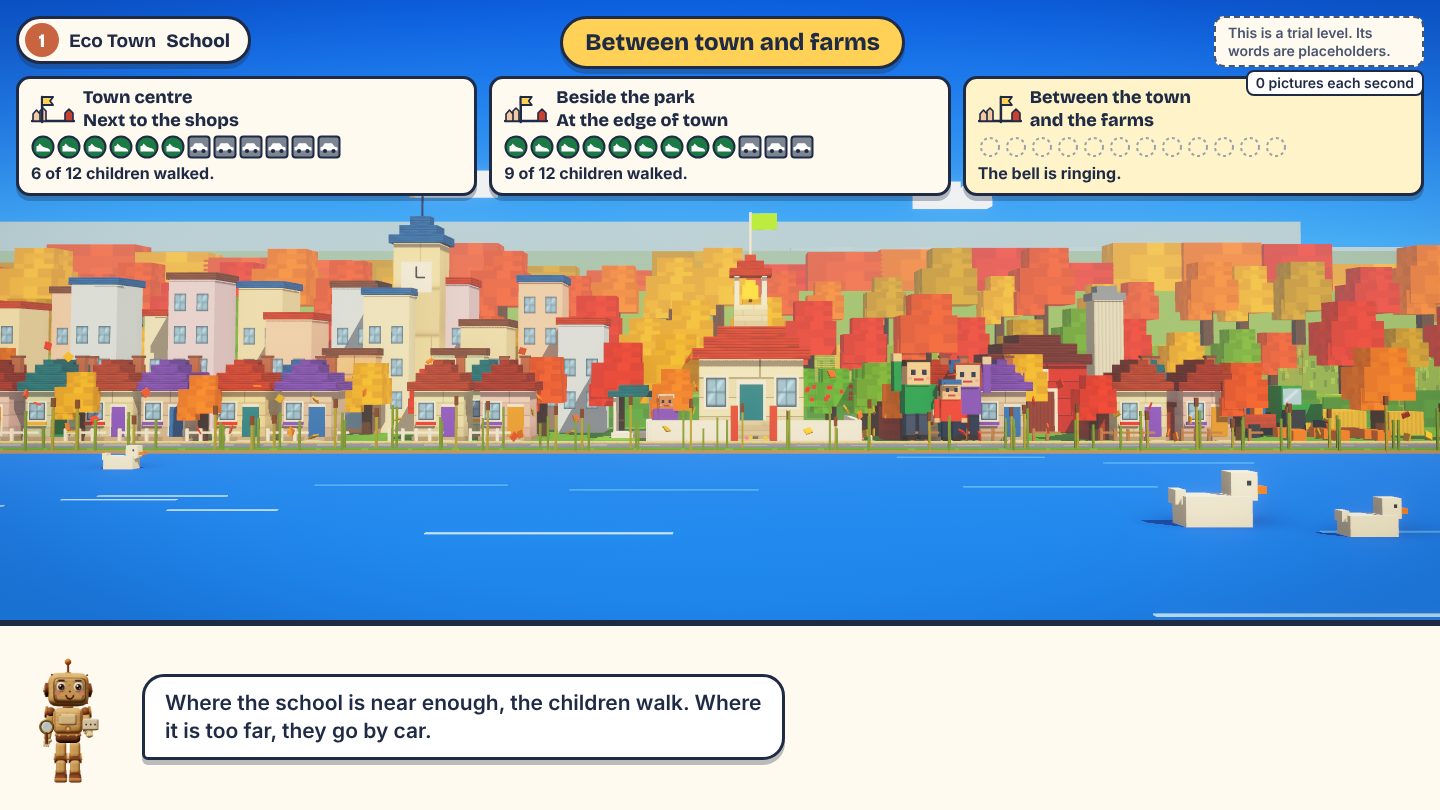 1 Eco Town School
Between town and farms
This is a trial level. Its
words are placeholders.
0 pictures each second
Town centre
Next to the shops
6 of 12 children walked.
Beside the park
At the edge of town
9 of 12 children walked.
Between the town
and the farms
The bell is ringing.
Where the school is near enough, the children walk. Where
it is too far, they go by car.